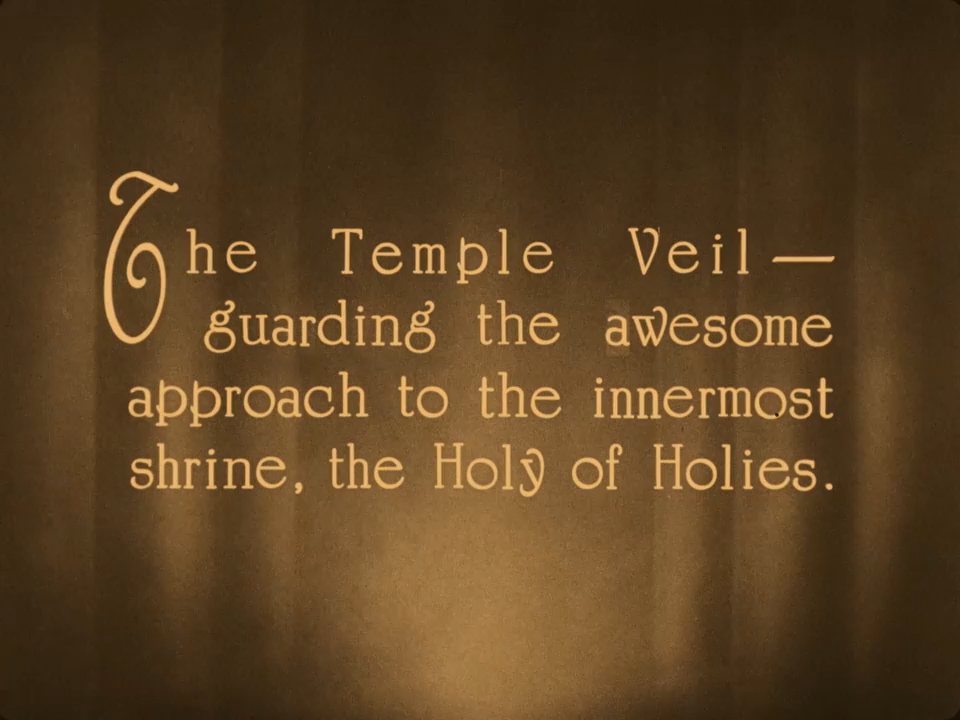 The Temple Veil —
guarding the awesome
approach to the innermost
shrine, the Holy of Holies.